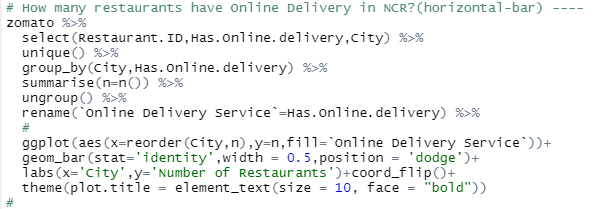 # How many restaurants have Online Delivery in NCR?(horizontal-bar) ----
zomato %>%
select(Restaurant.ID,Has.Online.delivery,City) %>%
unique() %>%
group_by(City,Has.Online.delivery) %>%
summarise(n=n()) %>%
ungroup() %>%
rename(`Online Delivery Service`=Has.Online.delivery) %>%
#
ggplot(aes(x=reorder(City,n),y=n,fill=`Online Delivery Service`))+
geom_bar(stat='identity',width = 0.5,position = 'dodge')+
labs(x='City',y='Number of Restaurants')+coord_flip()+
theme(plot.title = element_text(size = 10, face = "bold"))
#